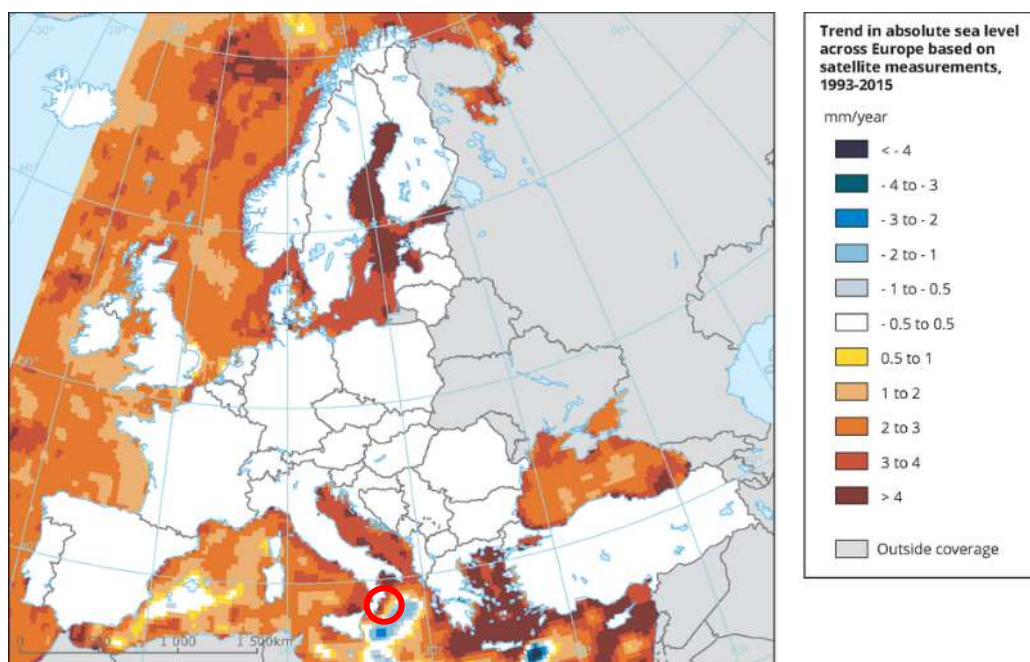 Trend in absolute sea level
across Europe based on
satellite measurements,
1993-2015
mm/year
< - 4
- 4 to - 3
- 3 to - 2
- 2 to - 1
- 1 to - 0.5
- 0.5 to 0.5
0.5 to 1
1 to 2
2 to 3
3 to 4
> 4
Outside coverage
0 500 1 000 1 500km